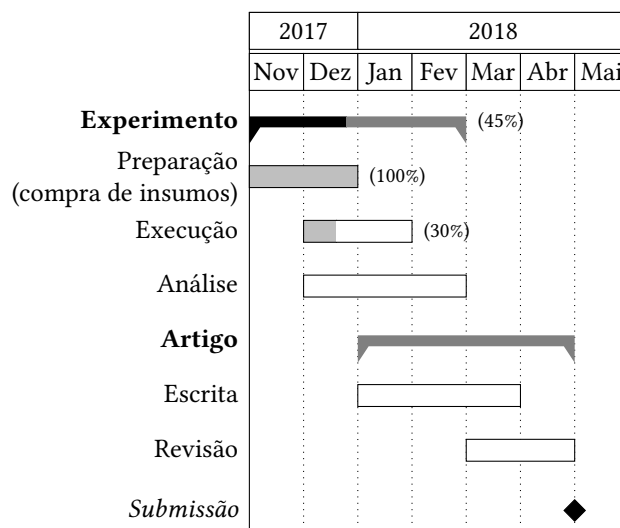 2017 2018
Nov Dez Jan Fev Mar Abr Mai
Experimento (45%)
Preparação
(compra de insumos) (100%)
Execução (30%)
Análise
Artigo
Escrita
Revisão
Submissão